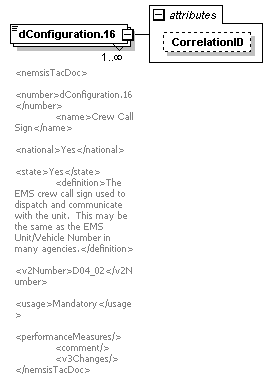 attributes
dConfiguration.16
CorrelationID
1..∞
<nemsisTacDoc>
<number>dConfiguration.16
</number>
<name>Crew Call
Sign</name>
<national>Yes</national>
<state>Yes</state>
<definition>The
EMS crew call sign used to
dispatch and communicate
with the unit.  This may be
the same as the EMS
Unit/Vehicle Number in
many agencies.</definition>
<v2Number>D04_02</v2N
umber>
<usage>Mandatory</usage
>
<performanceMeasures/>
<comment/>
<v3Changes/>
</nemsisTacDoc>